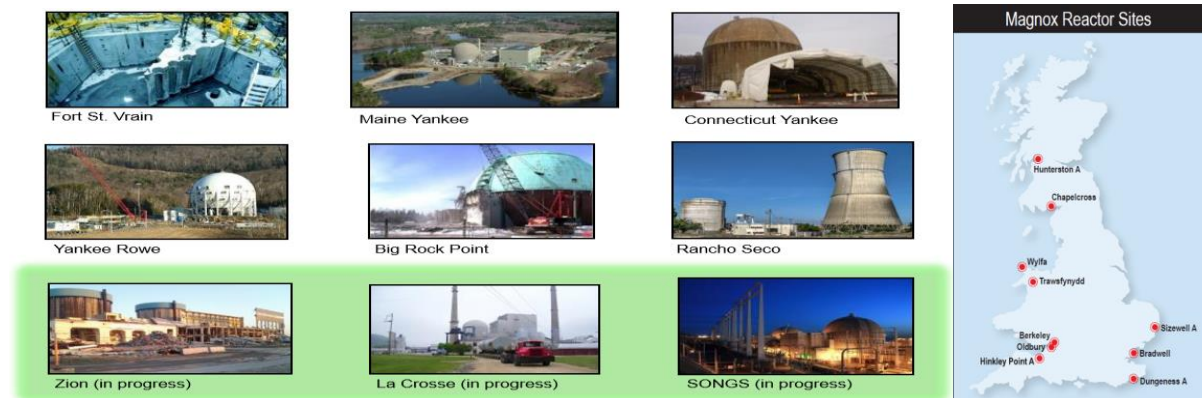 Fort St. Vrain
Maine Yankee
Connecticut Yankee
Yankee Rowe
Big Rock Point
Rancho Seco
Zion (in progress)
La Crosse (in progress)
SONGS (in progress)
Magnox Reactor Sites
Hunterston A
Chapelcross
Wylfa
Trawsfynydd
Sizewell A
Berkeley
Oldbury
Bradwell
Hinkley Point A
Dungeness A